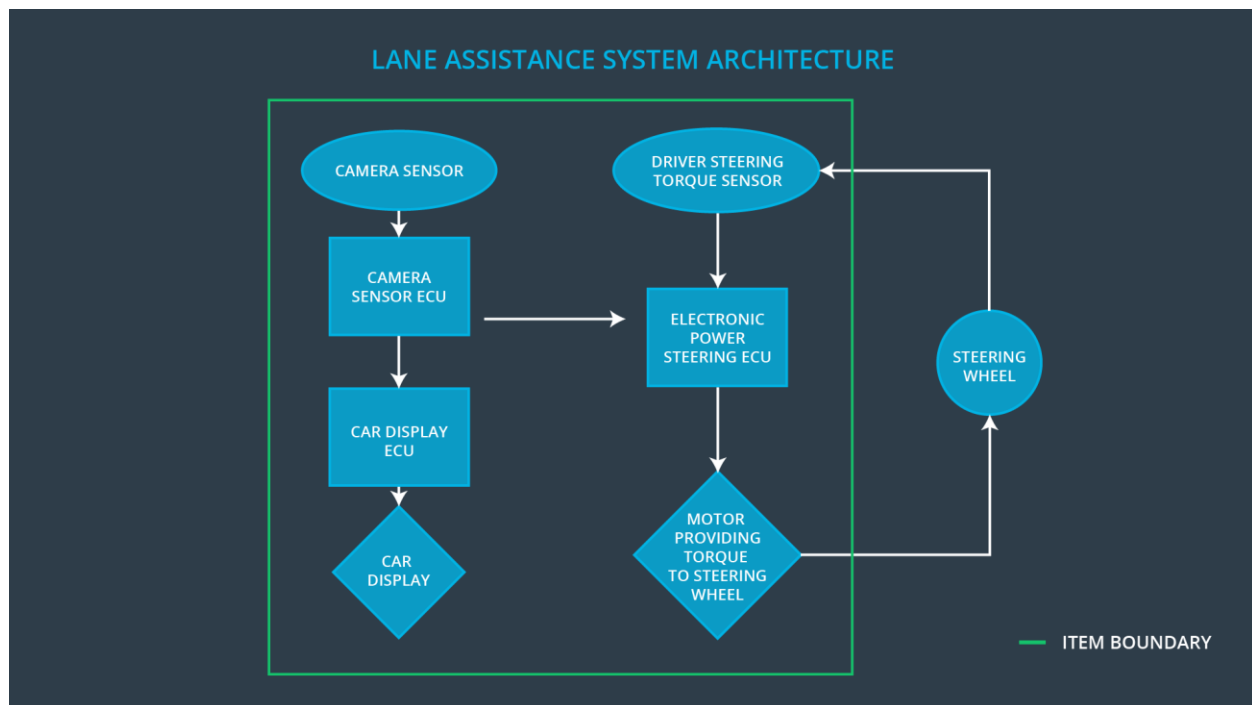 LANE ASSISTANCE SYSTEM ARCHITECTURE
CAMERA SENSOR
CAMERA
SENSOR ECU
CAR DISPLAY
ECU
CAR
DISPLAY
DRIVER STEERING
TORQUE SENSOR
ELECTRONIC
POWER
STEERING ECU
MOTOR
PROVIDING
TORQUE
TO STEERING
WHEEL
STEERING
WHEEL
ITEM BOUNDARY